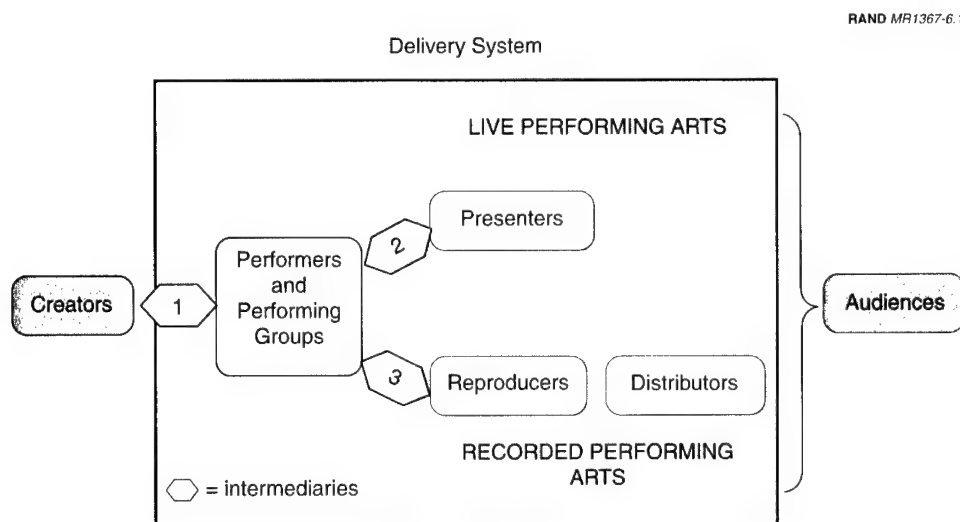 RAND MR1367-6.1
Delivery System
LIVE PERFORMING ARTS
Presenters
2
Performers
and
Performing
Groups
Creators
1
Audiences
3
Reproducers
Distributors
RECORDED PERFORMING
ARTS
= intermediaries